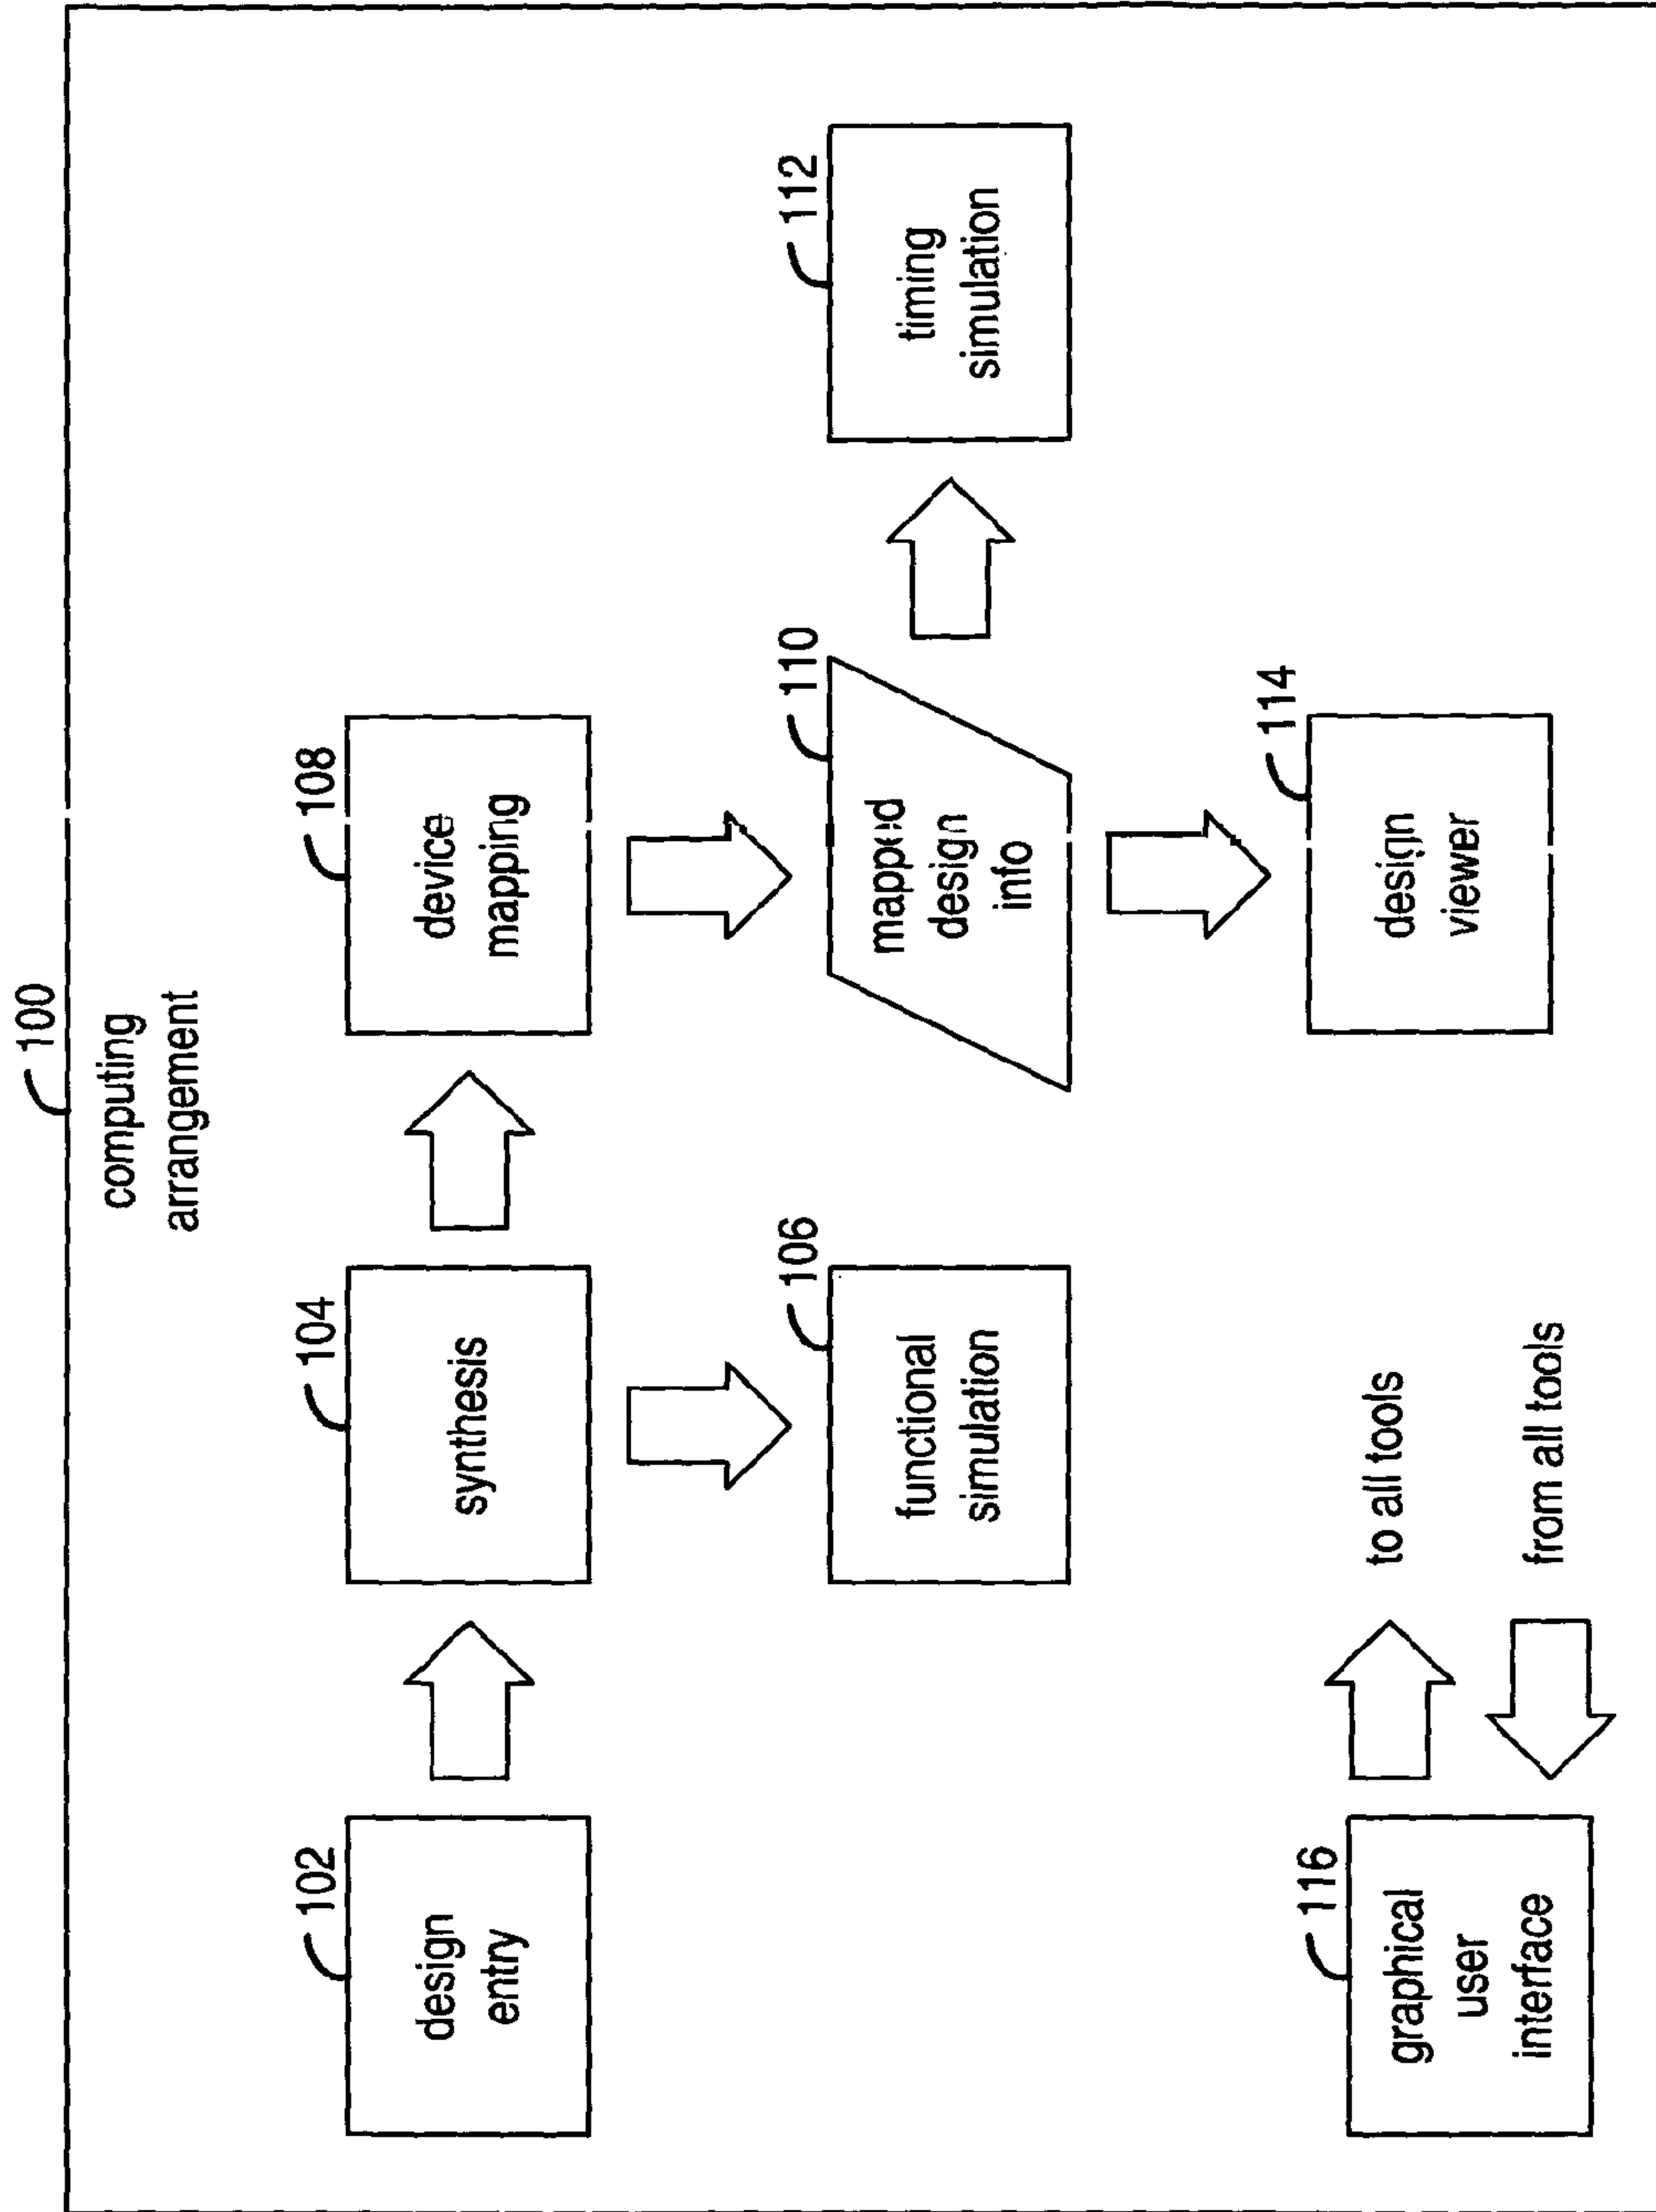 100
computing
arrangement
102
design
entry
104
synthesis
108
device
mapping
106
functional
simulation
110
mapped
design
info
112
timing
simulation
116
graphical
user
interface
to all tools
from all tools
114
design
viewer